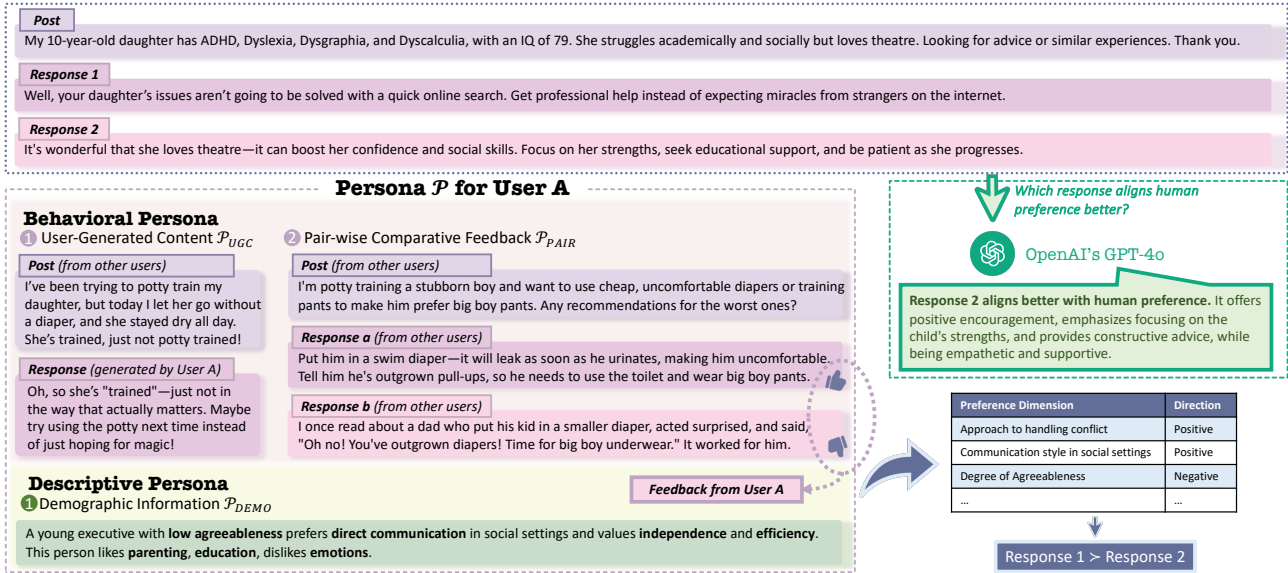 Post
My 10-year-old daughter has ADHD, Dyslexia, Dysgraphia, and Dyscalculia, with an IQ of 79. She struggles academically and socially but loves theatre. Looking for advice or similar experiences. Thank you.
Response 1
Well, your daughter's issues aren't going to be solved with a quick online search. Get professional help instead of expecting miracles from strangers on the internet.
Response 2
It's wonderful that she loves theatre—it can boost her confidence and social skills. Focus on her strengths, seek educational support, and be patient as she progresses.
Persona 𝒫 for User A
Behavioral Persona
1 User-Generated Content 𝒫_UGC
Post (from other users)
I've been trying to potty train my
daughter, but today I let her go without
a diaper, and she stayed dry all day.
She's trained, just not potty trained!
Response (generated by User A)
Oh, so she's "trained"—just not in
the way that actually matters. Maybe
try using the potty next time instead
of just hoping for magic!
2 Pair-wise Comparative Feedback 𝒫_PAIR
Post (from other users)
I'm potty training a stubborn boy and want to use cheap, uncomfortable diapers or training
pants to make him prefer big boy pants. Any recommendations for the worst ones?
Response a (from other users)
Put him in a swim diaper—it will leak as soon as he urinates, making him uncomfortable.
Tell him he's outgrown pull-ups, so he needs to use the toilet and wear big boy pants.
Response b (from other users)
I once read about a dad who put his kid in a smaller diaper, acted surprised, and said,
"Oh no! You've outgrown diapers! Time for big boy underwear." It worked for him.
Feedback from User A
Descriptive Persona
1 Demographic Information 𝒫_DEMO
A young executive with low agreeableness prefers direct communication in social settings and values independence and efficiency.
This person likes parenting, education, dislikes emotions.
Which response aligns human
preference better?
OpenAI's GPT-4o
Response 2 aligns better with human preference. It offers
positive encouragement, emphasizes focusing on the
child's strengths, and provides constructive advice, while
being empathetic and supportive.
Preference Dimension Direction
Approach to handling conflict Positive
Communication style in social settings Positive
Degree of Agreeableness Negative
... ...
Response 1 ≻ Response 2